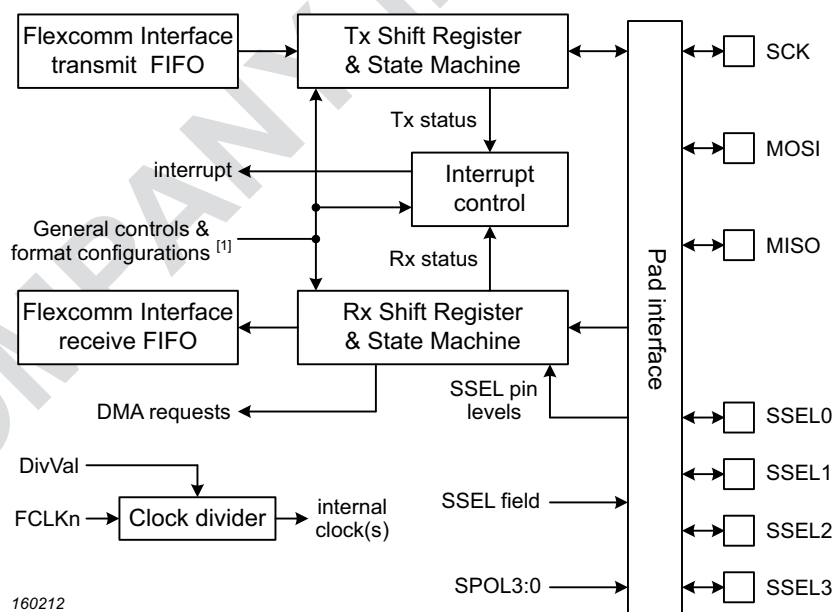 Flexcomm Interface
transmit FIFO
Tx Shift Register
& State Machine
SCK
Tx status
MOSI
interrupt
Interrupt
control
General controls &
format configurations [1]
MISO
Rx status
Pad interface
Flexcomm Interface
receive FIFO
Rx Shift Register
& State Machine
SSEL pin
levels
DMA requests
SSEL0
DivVal
SSEL1
SSEL field
FCLKn
Clock divider
internal
clock(s)
SSEL2
SPOL3:0
SSEL3
160212